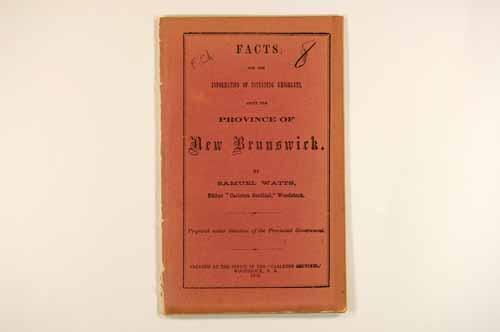 FACTS
8
FOR THE
INFORMATION OF INTENDING EMIGRANTS,
ABOUT THE
PROVINCE OF
New Brunswick.
BY
SAMUEL WATTS,
Editor "Carleton Sentinel," Woodstock.
Prepared under direction of the Provincial Government.
PRINTED AT THE OFFICE OF THE "CARLETON SENTINEL,"
WOODSTOCK, N. B.